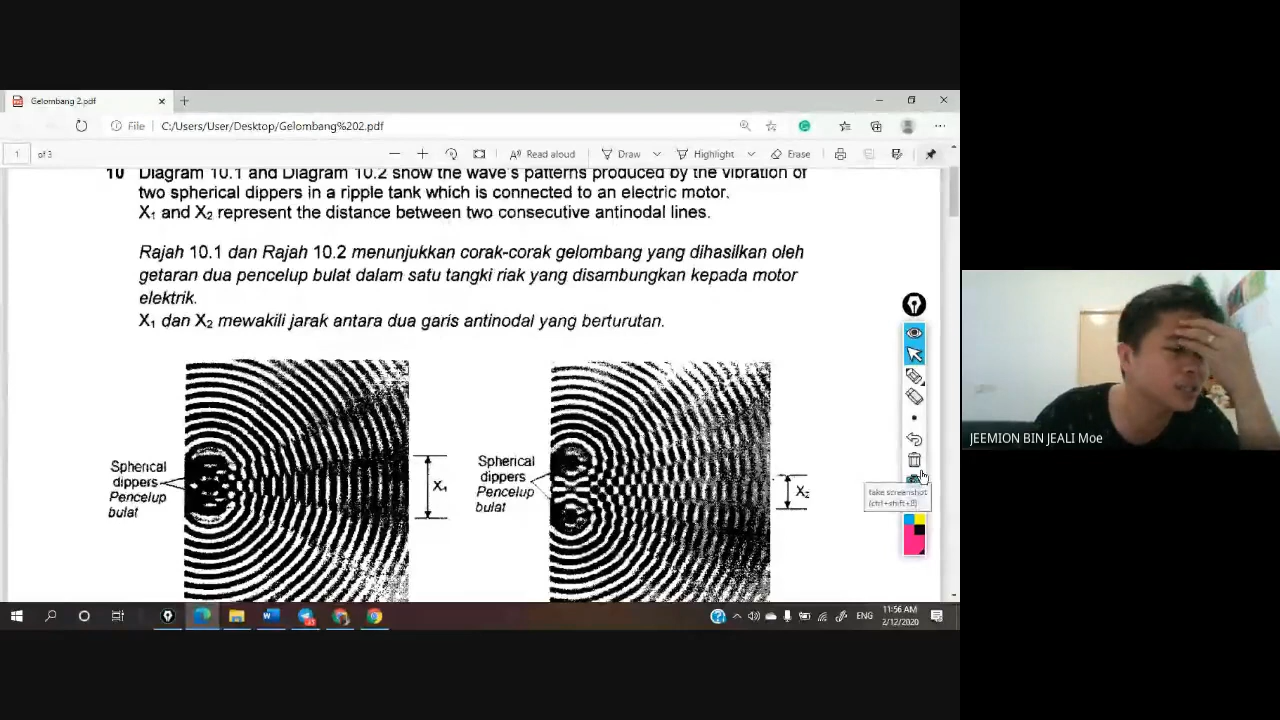 Gelombang 2.pdf
File C:/Users/User/Desktop/Gelombang%202.pdf
1 of 3 Read aloud Draw Highlight Erase
10 Diagram 10.1 and Diagram 10.2 show the wave's patterns produced by the vibration of
two spherical dippers in a ripple tank which is connected to an electric motor.
X₁ and X₂ represent the distance between two consecutive antinodal lines.
Rajah 10.1 dan Rajah 10.2 menunjukkan corak-corak gelombang yang dihasilkan oleh
getaran dua pencelup bulat dalam satu tangki riak yang disambungkan kepada motor
elektrik.
X₁ dan X₂ mewakili jarak antara dua garis antinodal yang berturutan.
Spherical
dippers
Pencelup
bulat
X₁
Spherical
dippers
Pencelup
bulat
X₂
take screenshot
JEEMION BIN JEALI Moe
ENG
11:56 AM
2/12/2020